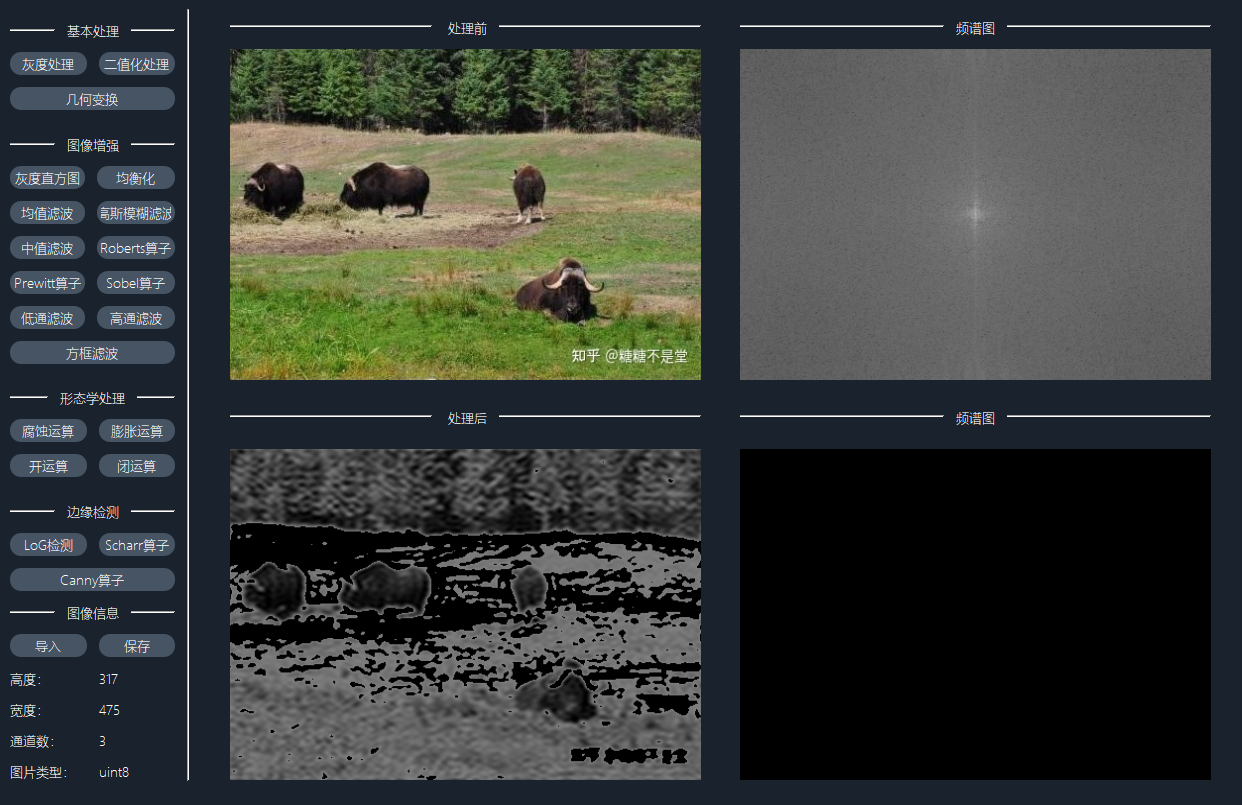 基本处理
灰度处理 二值化处理
几何变换
图像增强
灰度直方图 均衡化
均值滤波 高斯模糊滤波
中值滤波 Roberts算子
Prewitt算子 Sobel算子
低通滤波 高通滤波
方框滤波
形态学处理
腐蚀运算 膨胀运算
开运算 闭运算
边缘检测
LoG检测 Scharr算子
Canny算子
图像信息
导入 保存
高度: 317
宽度: 475
通道数: 3
图片类型: uint8
处理前
知乎 @糖糖不是堂
频谱图
处理后
频谱图